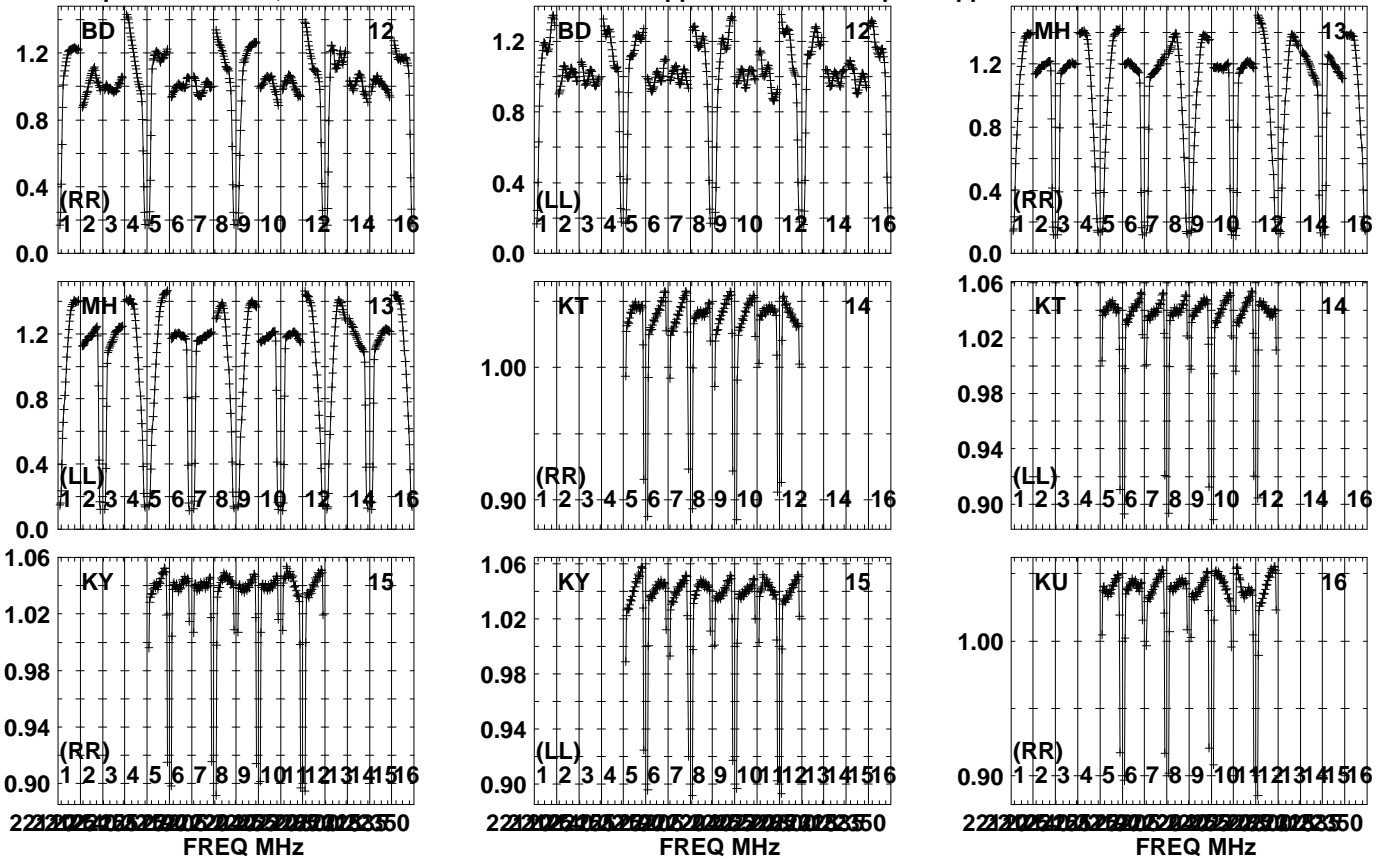 BD 12
1.2
0.8
0.4
0.0
(RR)
1 2 3 4 5 6 7 8 9 10 12 14 16
BD 12
1.2
0.8
0.4
0.0
(LL)
1 2 3 4 5 6 7 8 9 10 12 14 16
MH 13
1.2
0.8
0.4
0.0
(RR)
1 2 3 4 5 6 7 8 9 10 12 14 16
MH 13
1.2
0.8
0.4
0.0
(LL)
1 2 3 4 5 6 7 8 9 10 12 14 16
KT 14
1.00
0.90
(RR)
1 2 3 4 5 6 7 8 9 10 12 14 16
KT 14
1.06
1.02
0.98
0.94
0.90
(LL)
1 2 3 4 5 6 7 8 9 10 12 14 16
KY 15
1.06
1.02
0.98
0.94
0.90
(RR)
1 2 3 4 5 6 7 8 9 10 11 12 13 14 15 16
FREQ MHz
KY 15
1.06
1.02
0.98
0.94
0.90
(LL)
1 2 3 4 5 6 7 8 9 10 11 12 13 14 15 16
FREQ MHz
KU 16
1.00
0.90
(RR)
1 2 3 4 5 6 7 8 9 10 11 12 13 14 15 16
FREQ MHz